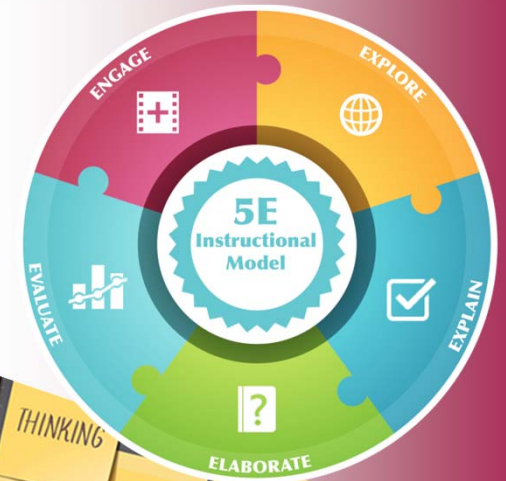 ENGAGE
EXPLORE
5E
Instructional
Model
EVALUATE
EXPLAIN
ELABORATE
THINKING